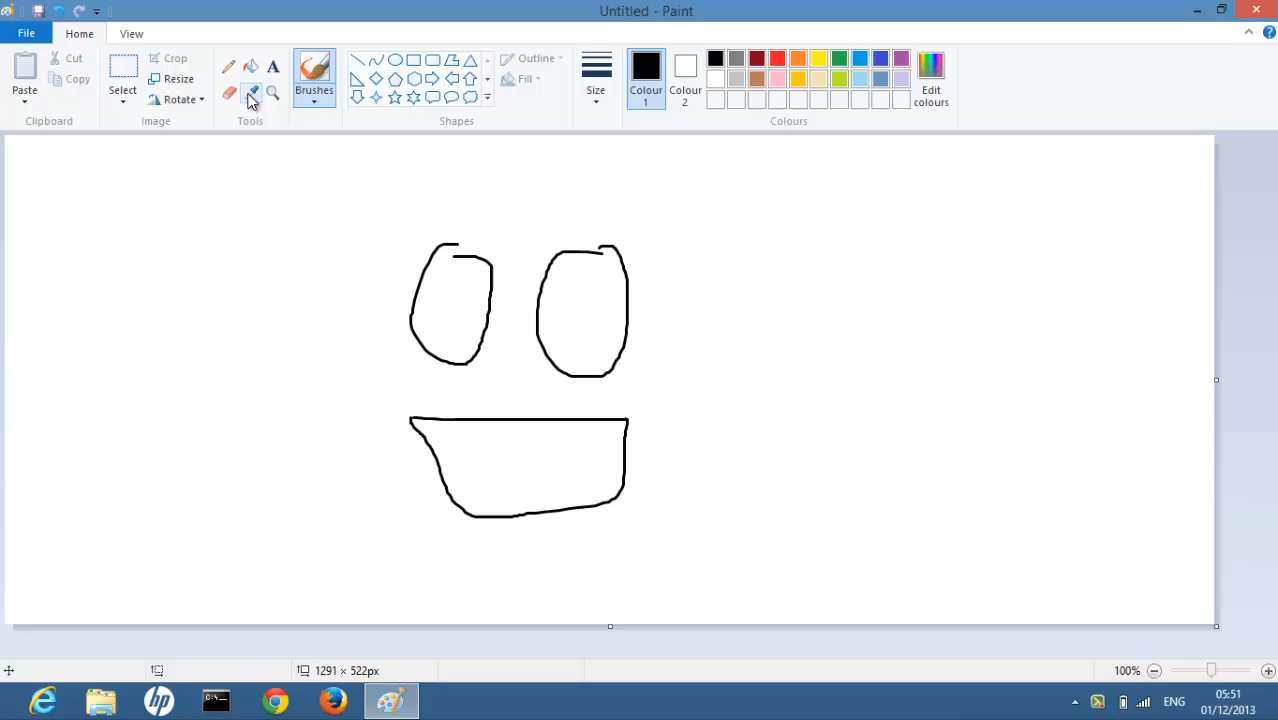 Untitled - Paint
File Home View
Paste
Cut
Copy
Clipboard
Select
Crop
Resize
Rotate
Image
A
Tools
Brushes
Outline
Fill
Shapes
Size
Colour 1
Colour 2
Edit colours
Colours
1291 × 522px
100%
hp
C:\.
ENG
05:51
01/12/2013